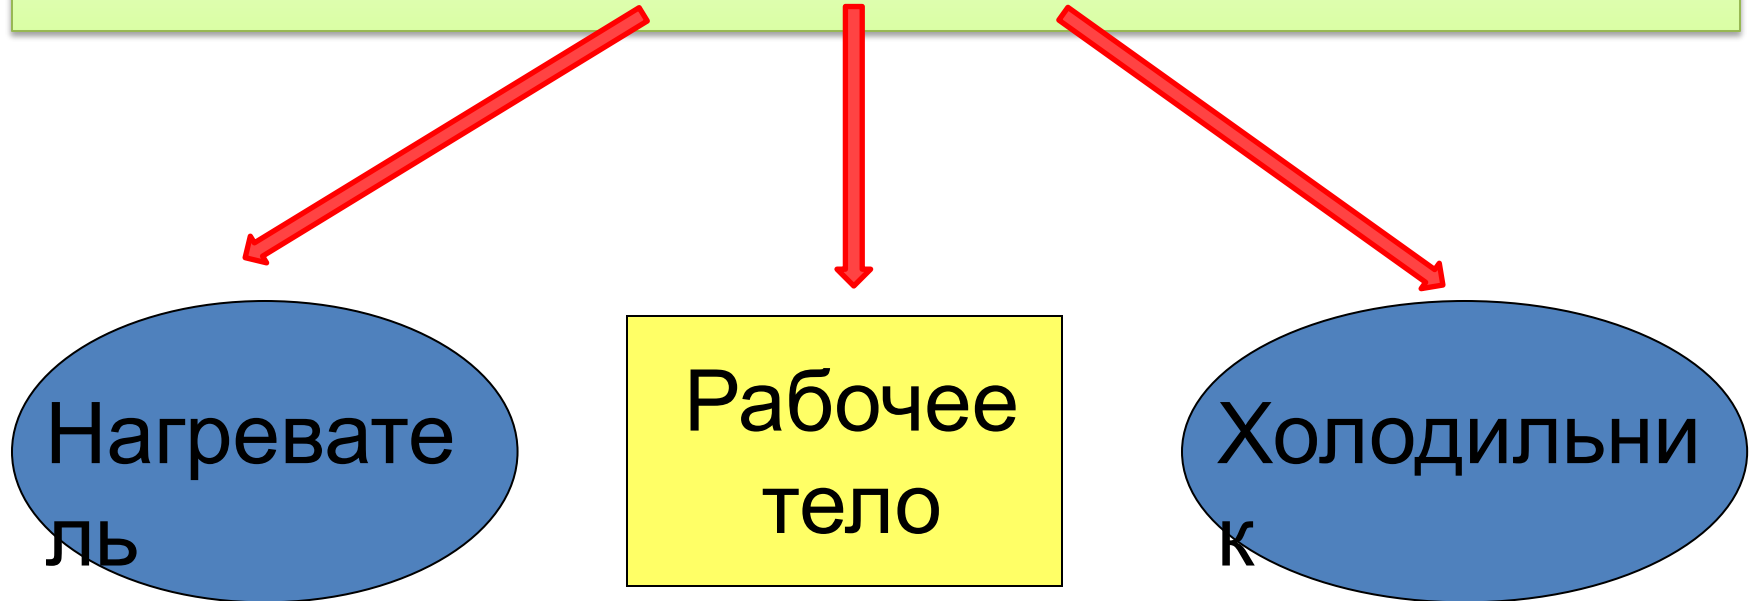 Нагревате
ль
Рабочее
тело
Холодильни
к